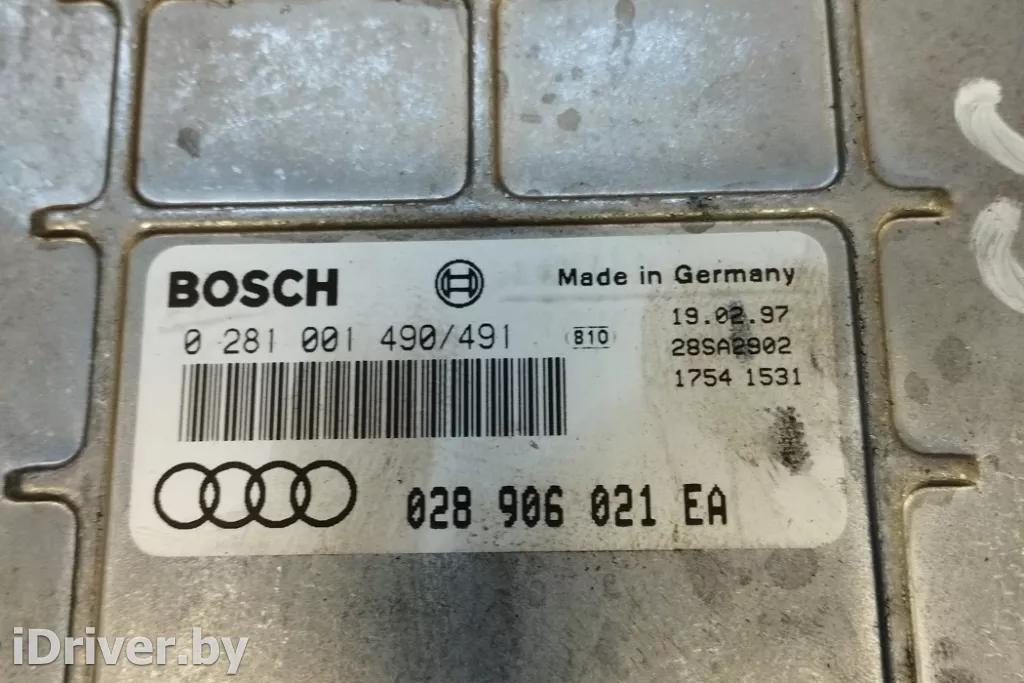 BOSCH
Made in Germany
0 281 001 490/491
810
19.02.97
28SA2902
1754 1531
028 906 021 EA
iDriver.by